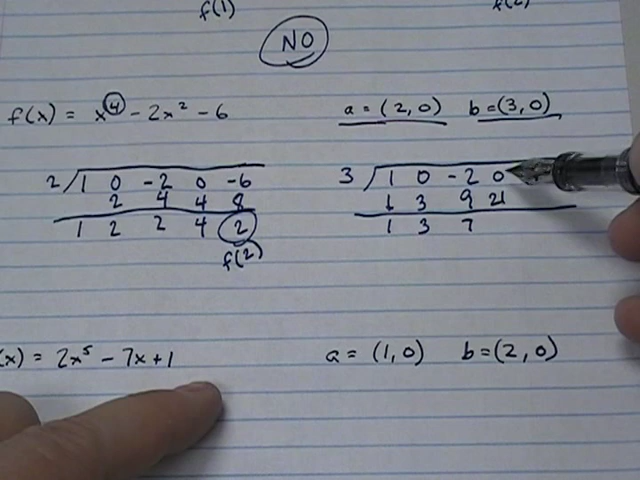 f(1) f(2)
NO
f(x) = x⁴ - 2x² - 6 a = (2,0) b = (3,0)
2 1 0 -2 0 -6 3 1 0 -2 0
2 4 4 8 1 3 9 21
1 2 2 4 2 1 3 7
f(2)
(x) = 2x⁵ - 7x + 1 a = (1,0) b = (2,0)